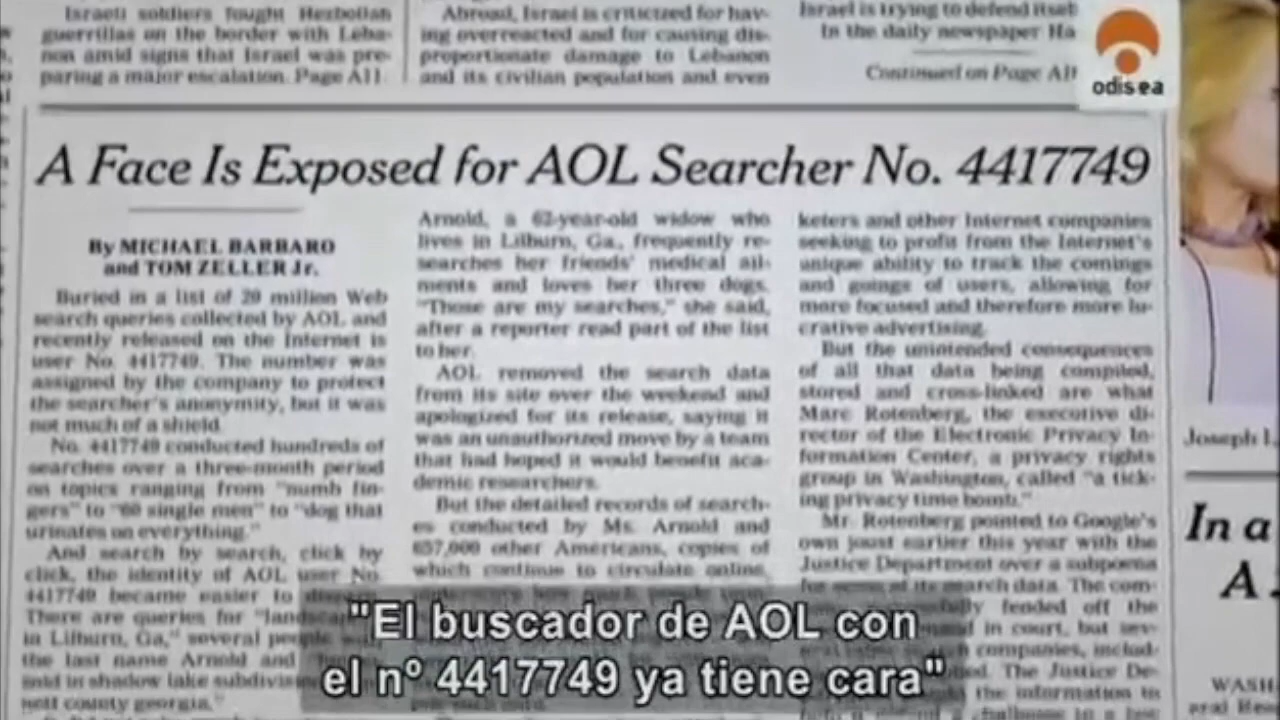 Israeli soldiers fought Hezbollah
guerrillas on the border with Leba-
non amid signs that Israel was pre-
paring a major escalation. Page A11.
Abroad, Israel is criticized for hav-
ing overreacted and for causing dis-
proportionate damage to Lebanon
and its civilian population and even
Israel is trying to defend itself
In the daily newspaper Ha
Continued on Page A11
odisea
A Face Is Exposed for AOL Searcher No. 4417749
By MICHAEL BARBARO
and TOM ZELLER Jr.
Buried in a list of 20 million Web
search queries collected by AOL and
recently released on the Internet is
user No. 4417749. The number was
assigned by the company to protect
the searcher's anonymity, but it was
not much of a shield.
No. 4417749 conducted hundreds of
searches over a three-month period
on topics ranging from "numb fin-
gers" to "60 single men" to "dog that
urinates on everything."
And search by search, click by
click, the identity of AOL user No.
4417749 became easier to
There are queries for
in Lilburn, Ga," several
the last name Arnold and
sold in shadow lake
nett county georgia."
Arnold, a 62-year-old widow who
lives in Lilburn, Ga., frequently re-
searches her friends' medical ail-
ments and loves her three dogs.
"Those are my searches," she said,
after a reporter read part of the list
to her.
AOL removed the search data
from its site over the weekend and
apologized for its release, saying it
was an unauthorized move by a team
that had hoped it would benefit aca-
demic researchers.
But the detailed records of search-
es conducted by Ms. Arnold and
657,000 other Americans, copies of
which continue to circulate online,
keters and other Internet companies
seeking to profit from the Internet's
unique ability to track the comings
and goings of users, allowing for
more focused and therefore more lu-
crative advertising.
But the unintended consequences
of all that data being compiled,
stored and cross-linked are what
Marc Rotenberg, the executive di-
rector of the Electronic Privacy In-
formation Center, a privacy rights
group in Washington, called "a tick-
ing privacy time bomb."
Mr. Rotenberg pointed to Google's
own joust earlier this year with the
Justice Department over a subpoena
for some of its search data. The com-
fended off the
in court, but sev-
companies, includ-
The Justice De-
the information to
Joseph
In a
A
WASH
"El buscador de AOL con
el nº 4417749 ya tiene cara"